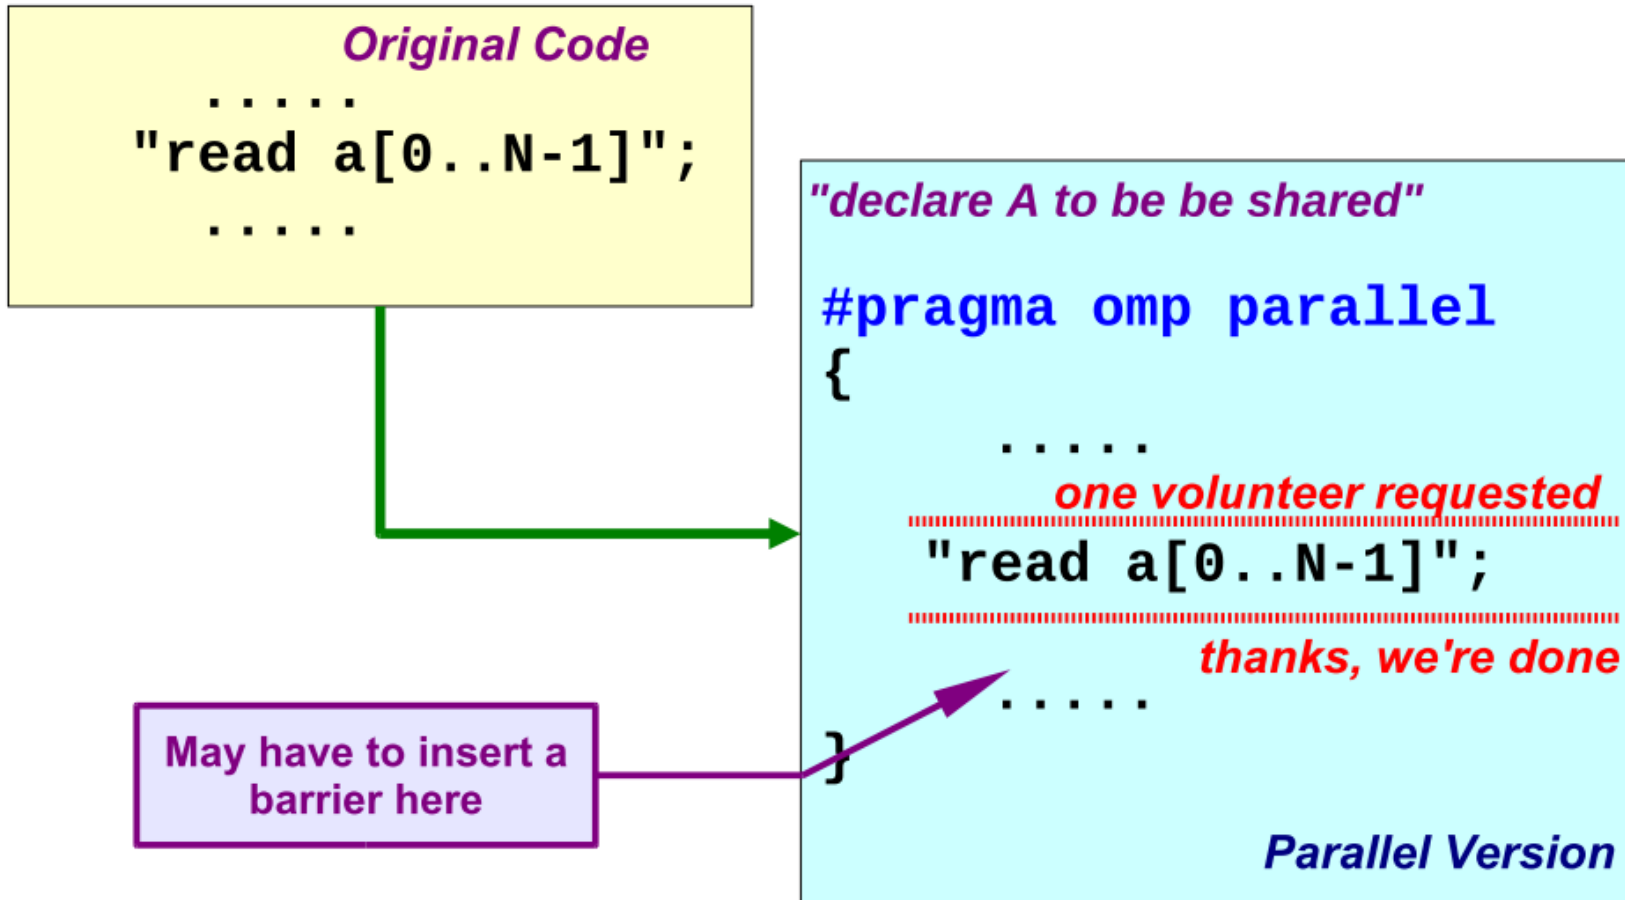 Original Code
.....
"read a[0..N-1]";
.....
"declare A to be be shared"
#pragma omp parallel
{
.....
one volunteer requested
"read a[0..N-1]";
thanks, we're done
.....
}
May have to insert a
barrier here
Parallel Version